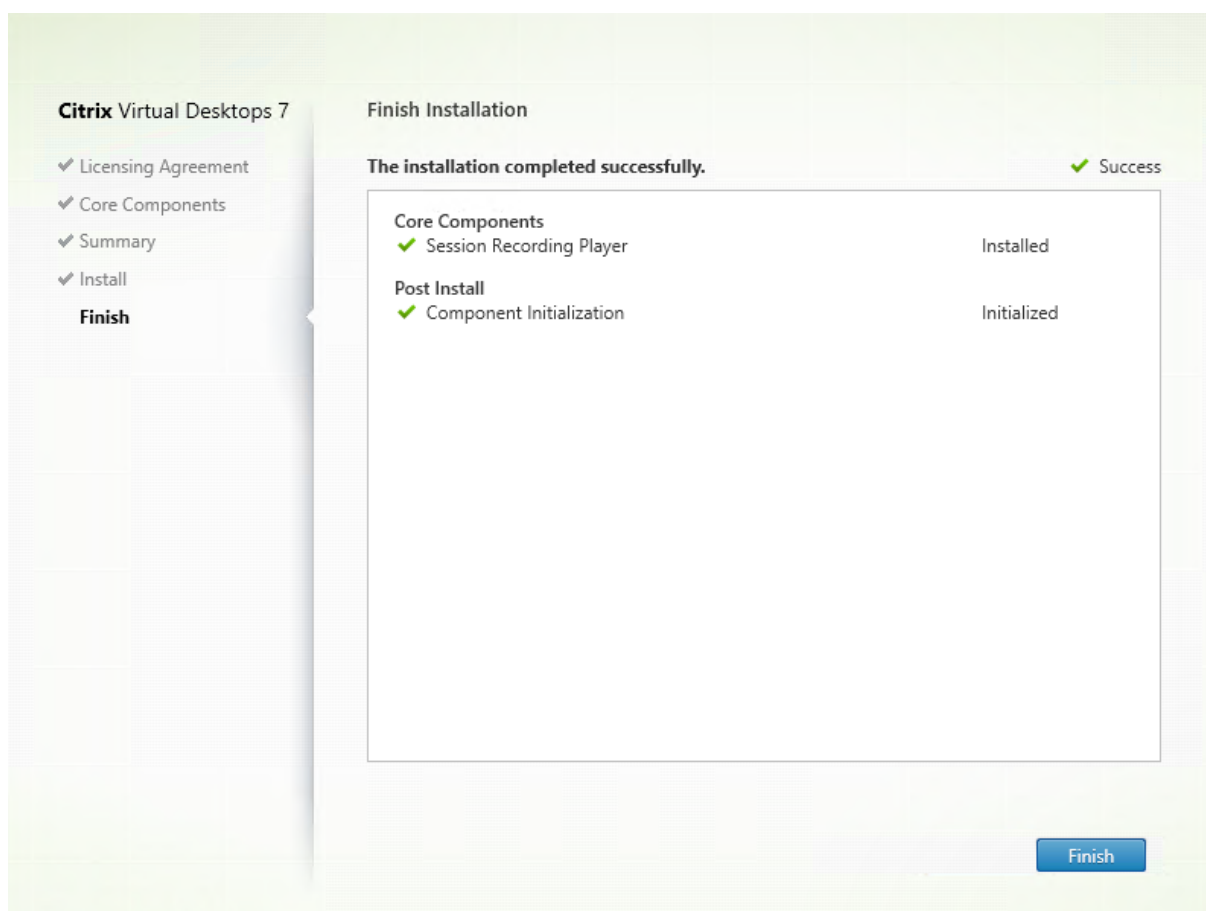 Citrix Virtual Desktops 7
Licensing Agreement
Core Components
Summary
Install
Finish
Finish Installation
The installation completed successfully.
Success
Core Components
Session Recording Player Installed
Post Install
Component Initialization Initialized
Finish